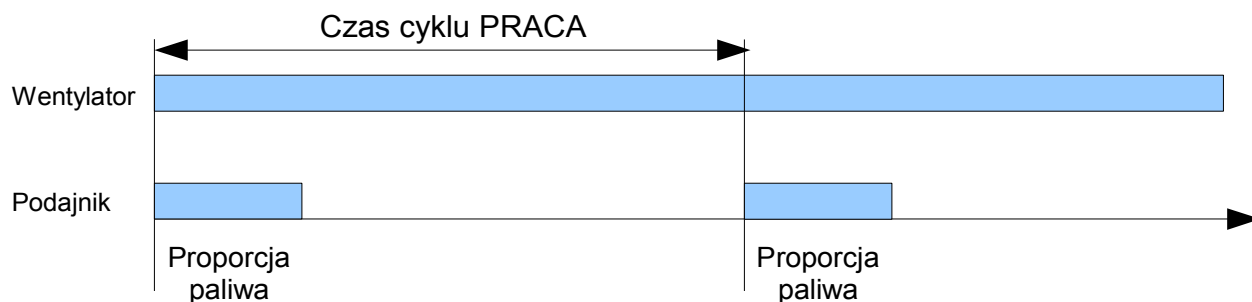 Czas cyklu PRACA
Wentylator
Podajnik
Proporcja
paliwa
Proporcja
paliwa